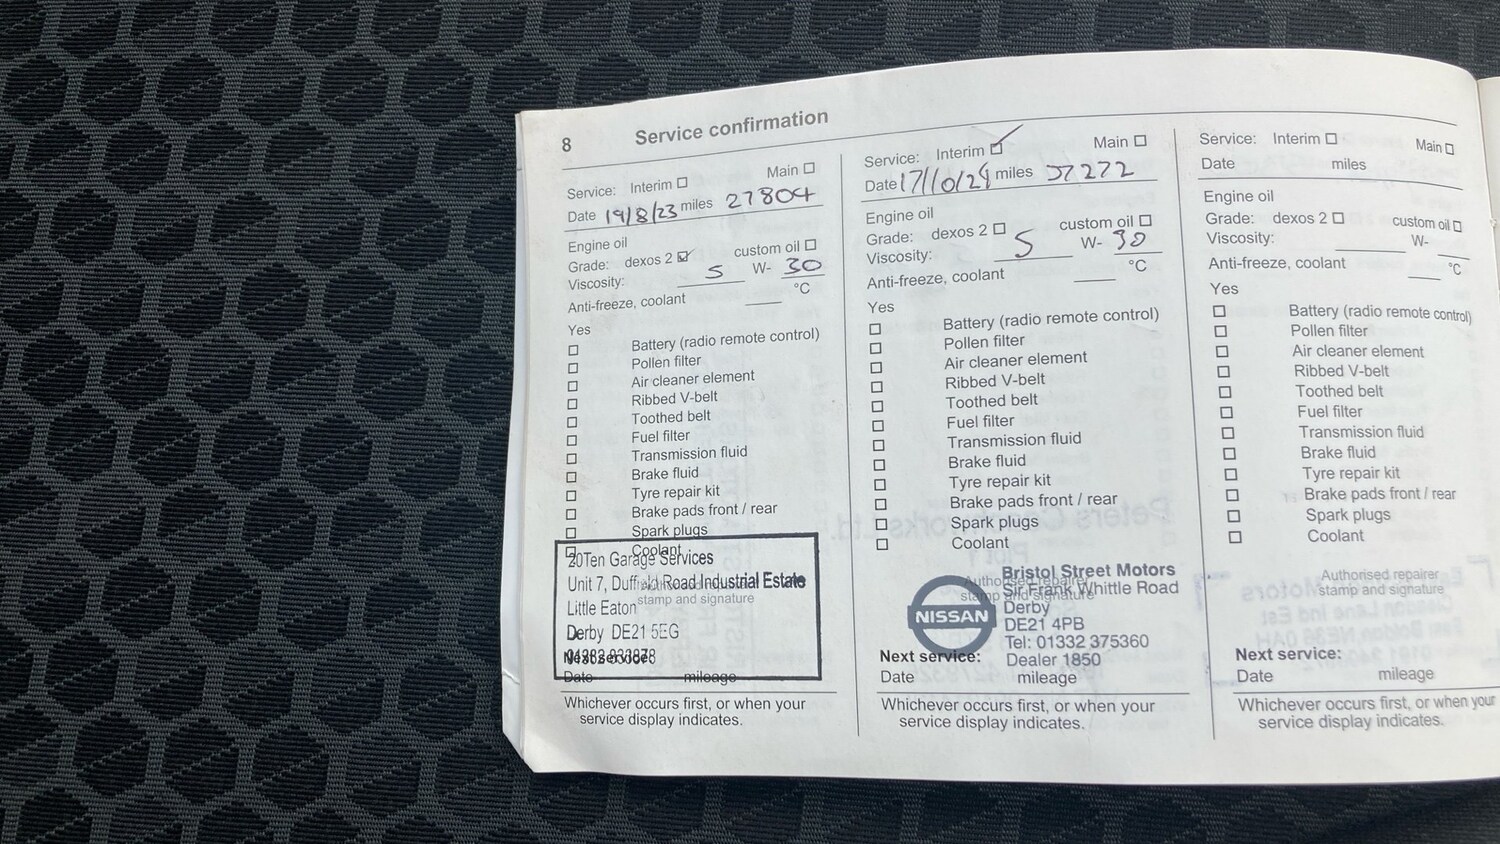 8
Service confirmation
Service: Interim Main
Date 19/8/23 miles 27804
Engine oil
Grade: dexos 2 custom oil
Viscosity: 5 W- 30
Anti-freeze, coolant °C
Yes
Battery (radio remote control)
Pollen filter
Air cleaner element
Ribbed V-belt
Toothed belt
Fuel filter
Transmission fluid
Brake fluid
Tyre repair kit
Brake pads front / rear
Spark plugs
Coolant
20Ten Garage Services
Unit 7, Duffield Road Industrial Estate
stamp and signature
Little Eaton
Derby DE21 5EG
Next service:
Date mileage
Whichever occurs first, or when your
service display indicates.
Service: Interim Main
Date 17/10/24 miles 37272
Engine oil
Grade: dexos 2 custom oil
Viscosity: 5 W- 30
Anti-freeze, coolant °C
Yes
Battery (radio remote control)
Pollen filter
Air cleaner element
Ribbed V-belt
Toothed belt
Fuel filter
Transmission fluid
Brake fluid
Tyre repair kit
Brake pads front / rear
Spark plugs
Coolant
Authorised repairer
stamp and signature
NISSAN
Bristol Street Motors
Sir Frank Whittle Road
Derby
DE21 4PB
Tel: 01332 375360
Dealer 1850
Next service:
Date mileage
Whichever occurs first, or when your
service display indicates.
Service: Interim Main
Date miles
Engine oil
Grade: dexos 2 custom oil
Viscosity: W-
Anti-freeze, coolant °C
Yes
Battery (radio remote control)
Pollen filter
Air cleaner element
Ribbed V-belt
Toothed belt
Fuel filter
Transmission fluid
Brake fluid
Tyre repair kit
Brake pads front / rear
Spark plugs
Coolant
Authorised repairer
stamp and signature
Next service:
Date mileage
Whichever occurs first, or when your
service display indicates.